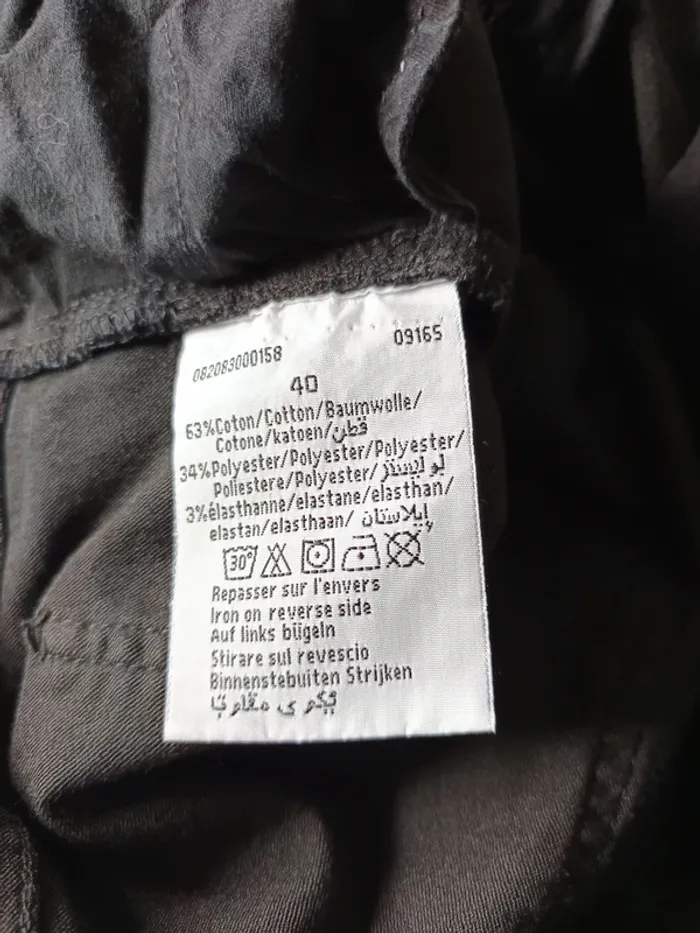 082083000158 09165
40
63%Coton/Cotton/Baumwolle/
Cotone/katoen/قطن
34%Polyester/Polyester/Polyester/
Poliestere/Polyester/
3%élasthanne/elastane/elasthan/
elastan/elasthaan/ إيلاستان
30°
Repasser sur l'envers
Iron on reverse side
Auf links bügeln
Stirare sul revescio
Binnenstebuiten Strijken